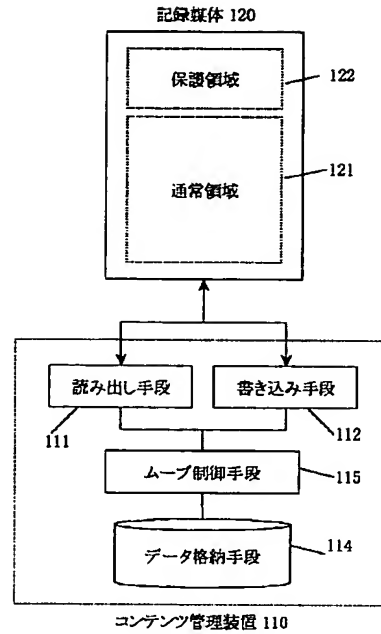 記録媒体 120
保護領域
122
通常領域
121
読み出し手段
書き込み手段
111
112
ムーブ制御手段
115
データ格納手段
114
コンテンツ管理装置 110